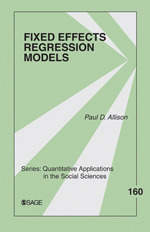 FIXED EFFECTS
REGRESSION
MODELS
Paul D. Allison
Series: Quantitative Applications
in the Social Sciences
160
SAGE